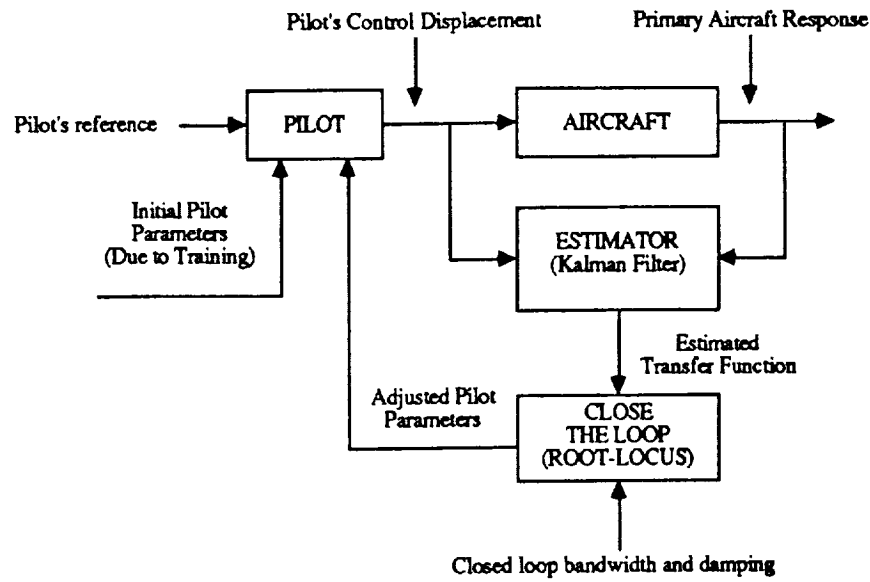 Pilot's Control Displacement
Primary Aircraft Response
Pilot's reference
PILOT
AIRCRAFT
Initial Pilot
Parameters
(Due to Training)
ESTIMATOR
(Kalman Filter)
Estimated
Transfer Function
Adjusted Pilot
Parameters
CLOSE
THE LOOP
(ROOT-LOCUS)
Closed loop bandwidth and damping